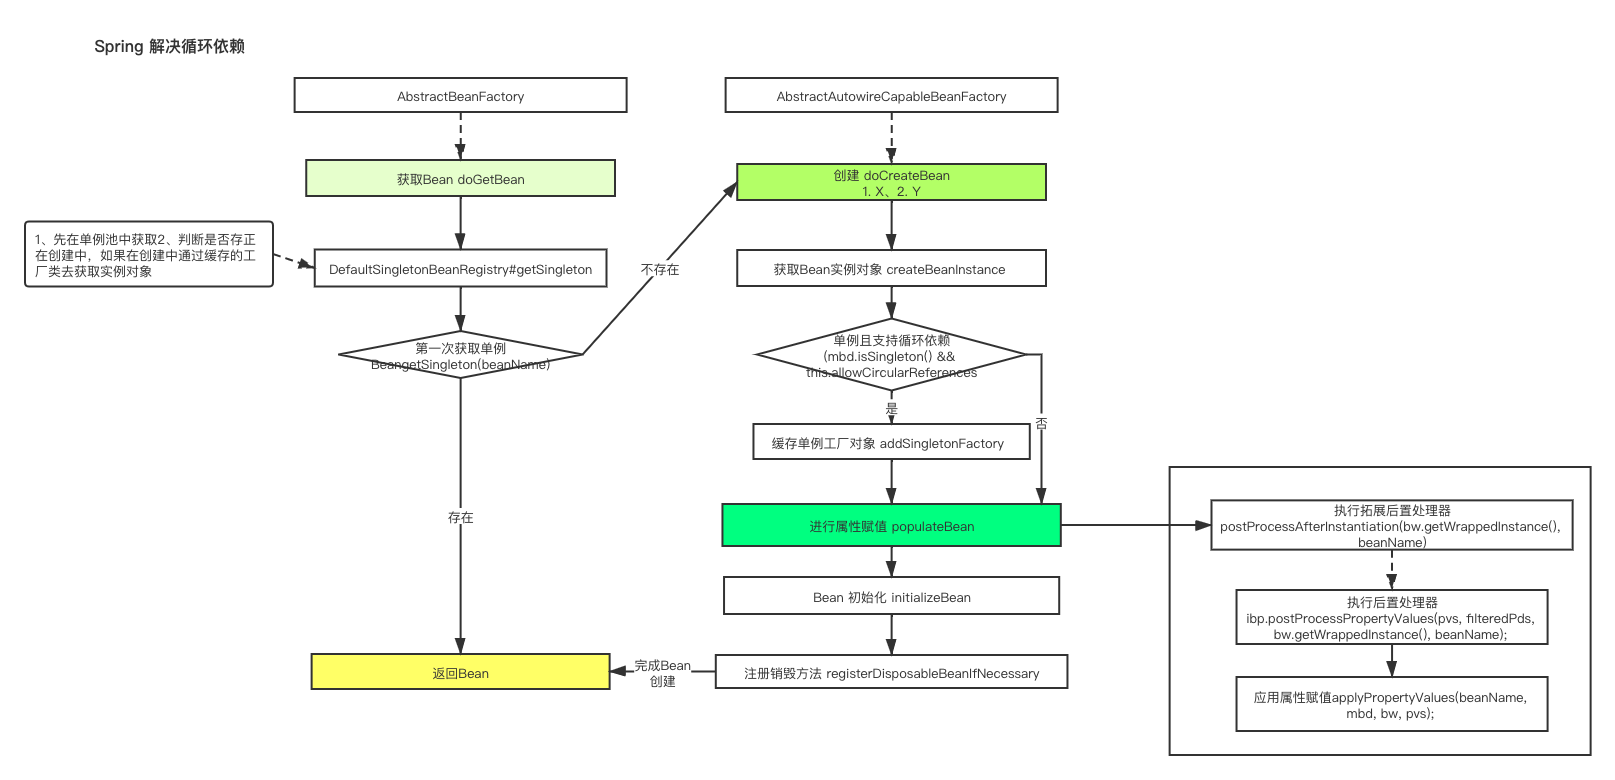 Spring 解决循环依赖
AbstractBeanFactory
获取Bean doGetBean
1、先在单例池中获取2、判断是否存正
在创建中，如果在创建中通过缓存的工
厂类去获取实例对象
DefaultSingletonBeanRegistry#getSingleton
第一次获取单例
BeangetSingleton(beanName)
不存在
存在
返回Bean
AbstractAutowireCapableBeanFactory
创建 doCreateBean
1. X、2. Y
获取Bean实例对象 createBeanInstance
单例且支持循环依赖
(mbd.isSingleton() &&
this.allowCircularReferences
是
否
缓存单例工厂对象 addSingletonFactory
进行属性赋值 populateBean
Bean 初始化 initializeBean
注册销毁方法 registerDisposableBeanIfNecessary
完成Bean
创建
执行拓展后置处理器
postProcessAfterInstantiation(bw.getWrappedInstance(),
beanName)
执行后置处理器
ibp.postProcessPropertyValues(pvs, filteredPds,
bw.getWrappedInstance(), beanName);
应用属性赋值applyPropertyValues(beanName,
mbd, bw, pvs);